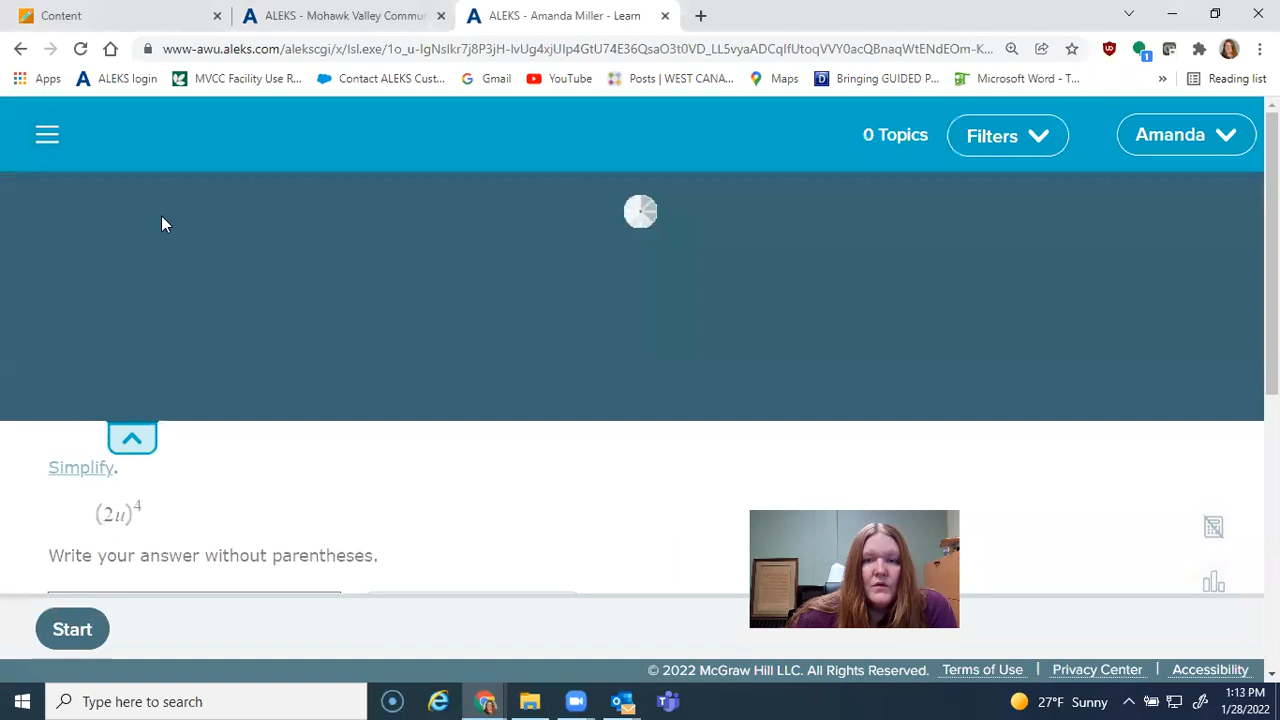 Content
ALEKS - Mohawk Valley Commu
ALEKS - Amanda Miller - Learn
www-awu.aleks.com/alekscgi/x/Isl.exe/1o_u-IgNsIkr7j8P3jH-lvUg4xjUIp4GtU74E36QsaO3t0VD_LL5vyaADCqIfUtoqVVY0acQBnaqWtENdEOm-K...
Apps
ALEKS login
MVCC Facility Use R...
Contact ALEKS Cust...
Gmail
YouTube
Posts | WEST CANA...
Maps
Bringing GUIDED P...
Microsoft Word - T...
»
Reading list
0 Topics
Filters
Amanda
Simplify.
(2u)⁴
Write your answer without parentheses.
Start
© 2022 McGraw Hill LLC. All Rights Reserved. Terms of Use | Privacy Center | Accessibility
Type here to search
27°F Sunny
1:13 PM
1/28/2022